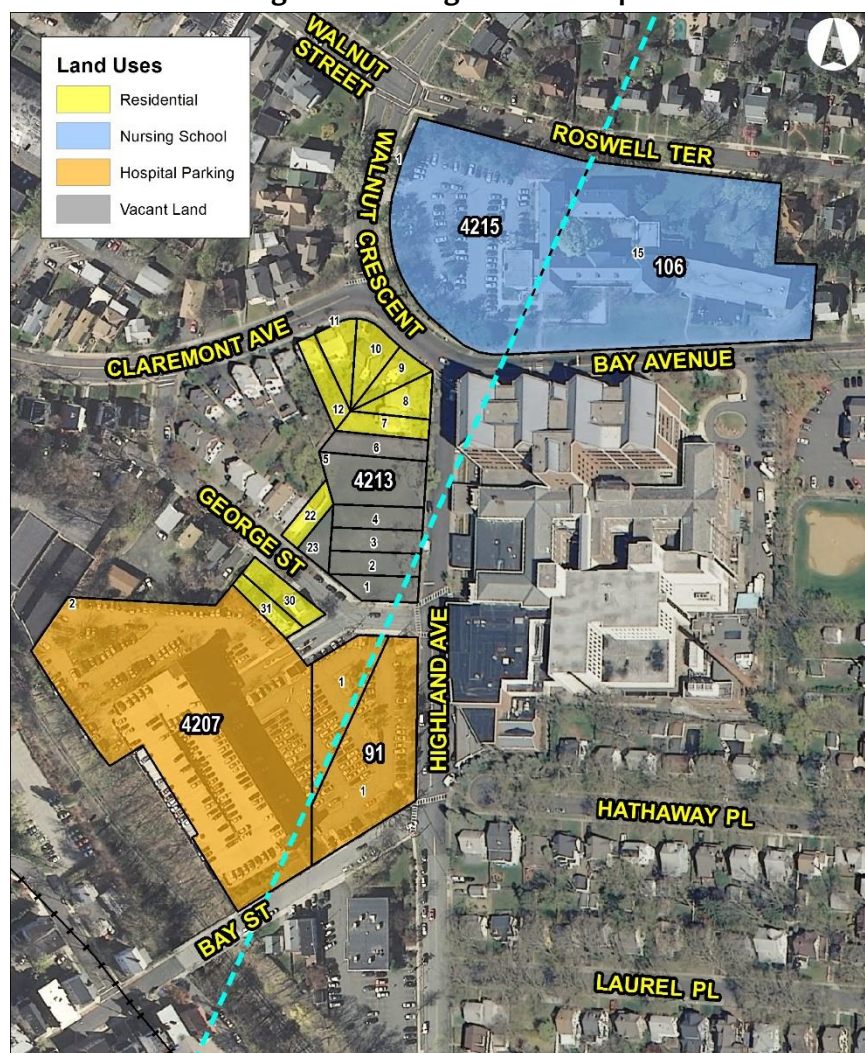 Land Uses
Residential
Nursing School
Hospital Parking
Vacant Land
WALNUT
STREET
ROSWELL TER
WALNUT CRESCENT
1
4215
15
106
BAY AVENUE
CLAREMONT AVE
11
10
9
8
12
7
6
5
4213
22
4
GEORGE ST
23
3
2
1
30
31
2
HIGHLAND AVE
1
4207
91
1
HATHAWAY PL
BAY ST
LAUREL PL